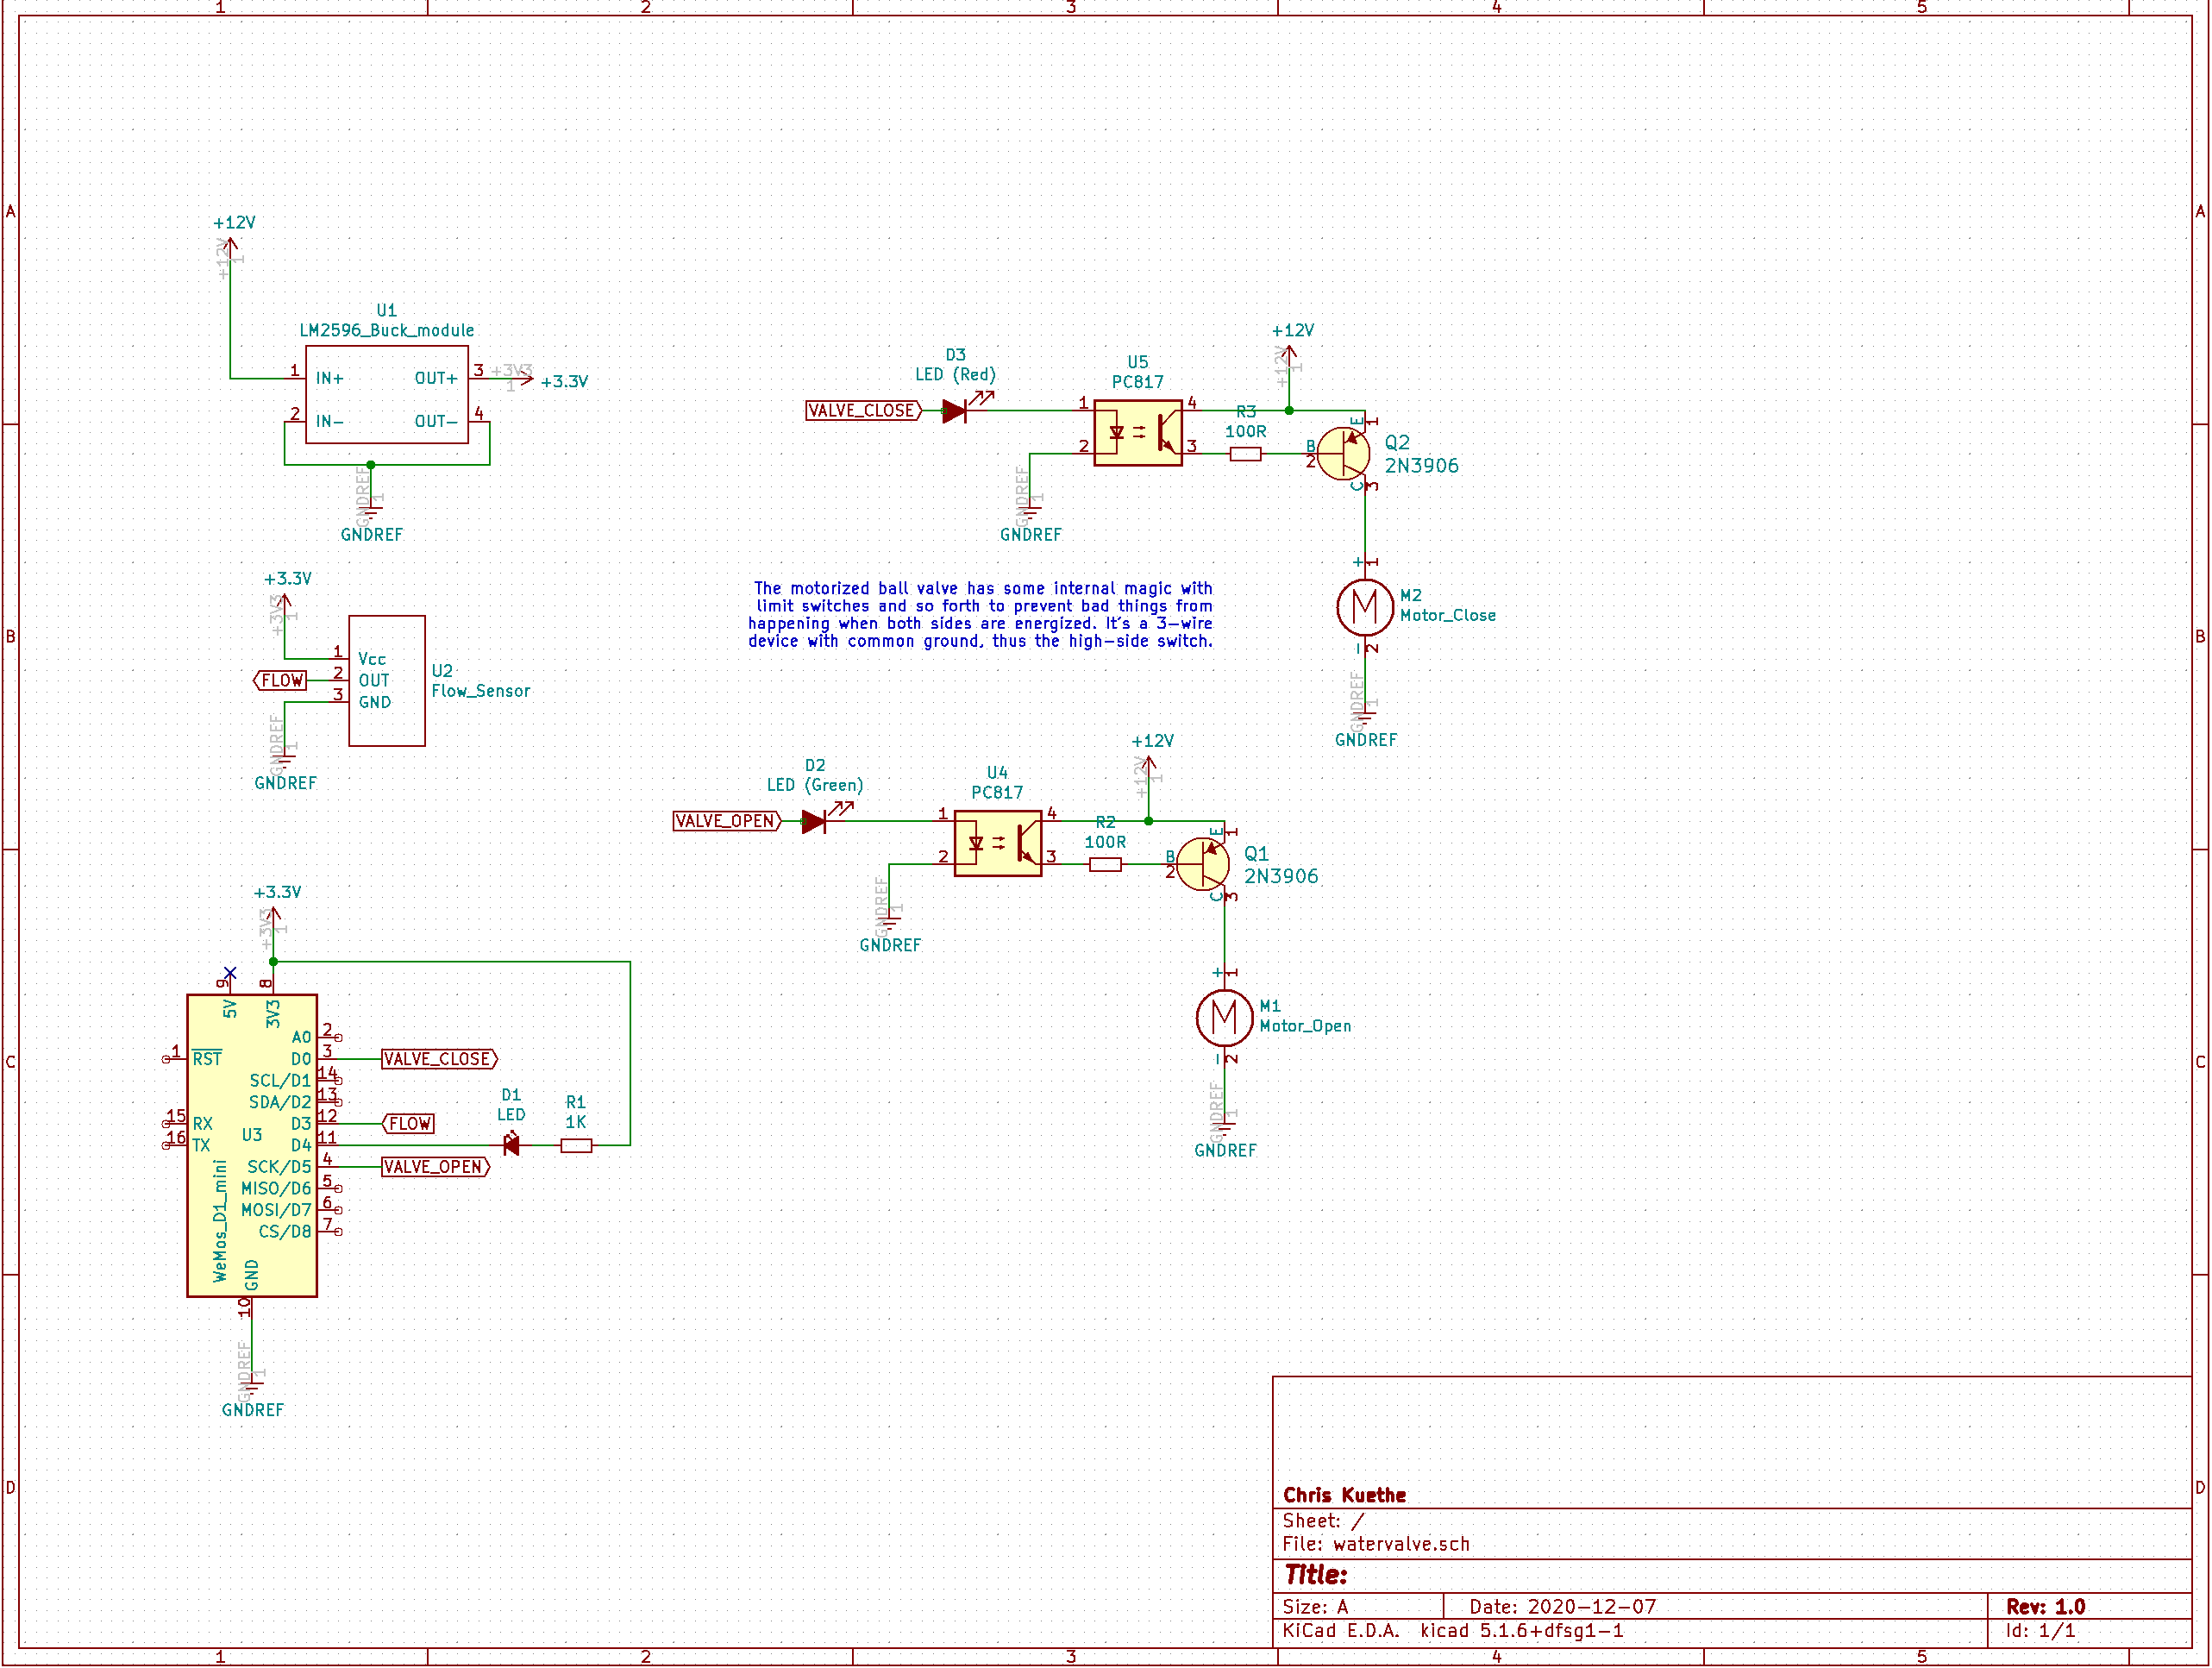 1 2 3 4 5
A
A
B
B
C
C
D
D
+12V
+12V
1
U1
LM2596_Buck_module
1 IN+ OUT+ 3
+3V3
1
+3.3V
2 IN- OUT- 4
GNDREF
1
GNDREF
+3.3V
+3V3
1
1 Vcc
FLOW 2 OUT
3 GND
U2
Flow_Sensor
GNDREF
1
GNDREF
+3.3V
+3V3
1
9 8
5V 3V3
A0 2
1 RST D0 3 VALVE_CLOSE
SCL/D1 14
SDA/D2 13
15 RX D3 12 FLOW
16 TX U3 D4 11
SCK/D5 4 VALVE_OPEN
MISO/D6 5
MOSI/D7 6
CS/D8 7
WeMos_D1_mini
GND
10
GNDREF
1
GNDREF
D1
LED
R1
1K
D3
LED (Red)
VALVE_CLOSE
U5
PC817
1 4
2 3
GNDREF
1
GNDREF
+12V
+12V
1
R3
100R
E 1
B
2
C 3
Q2
2N3906
+ 1
M
M2
Motor_Close
- 2
GNDREF
1
GNDREF
The motorized ball valve has some internal magic with
limit switches and so forth to prevent bad things from
happening when both sides are energized. It's a 3-wire
device with common ground, thus the high-side switch.
D2
LED (Green)
VALVE_OPEN
U4
PC817
1 4
2 3
GNDREF
1
GNDREF
+12V
+12V
1
R2
100R
E 1
B
2
C 3
Q1
2N3906
+ 1
M
M1
Motor_Open
- 2
GNDREF
1
GNDREF
Chris Kuethe
Sheet: /
File: watervalve.sch
Title:
Size: A Date: 2020-12-07 Rev: 1.0
KiCad E.D.A. kicad 5.1.6+dfsg1-1 Id: 1/1
1 2 3 4 5